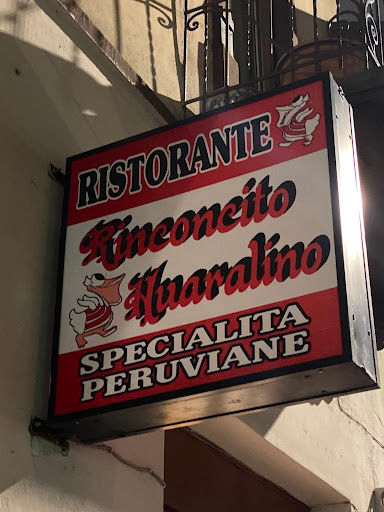 RISTORANTE
Rinconcito
Huaralino
SPECIALITA
PERUVIANE